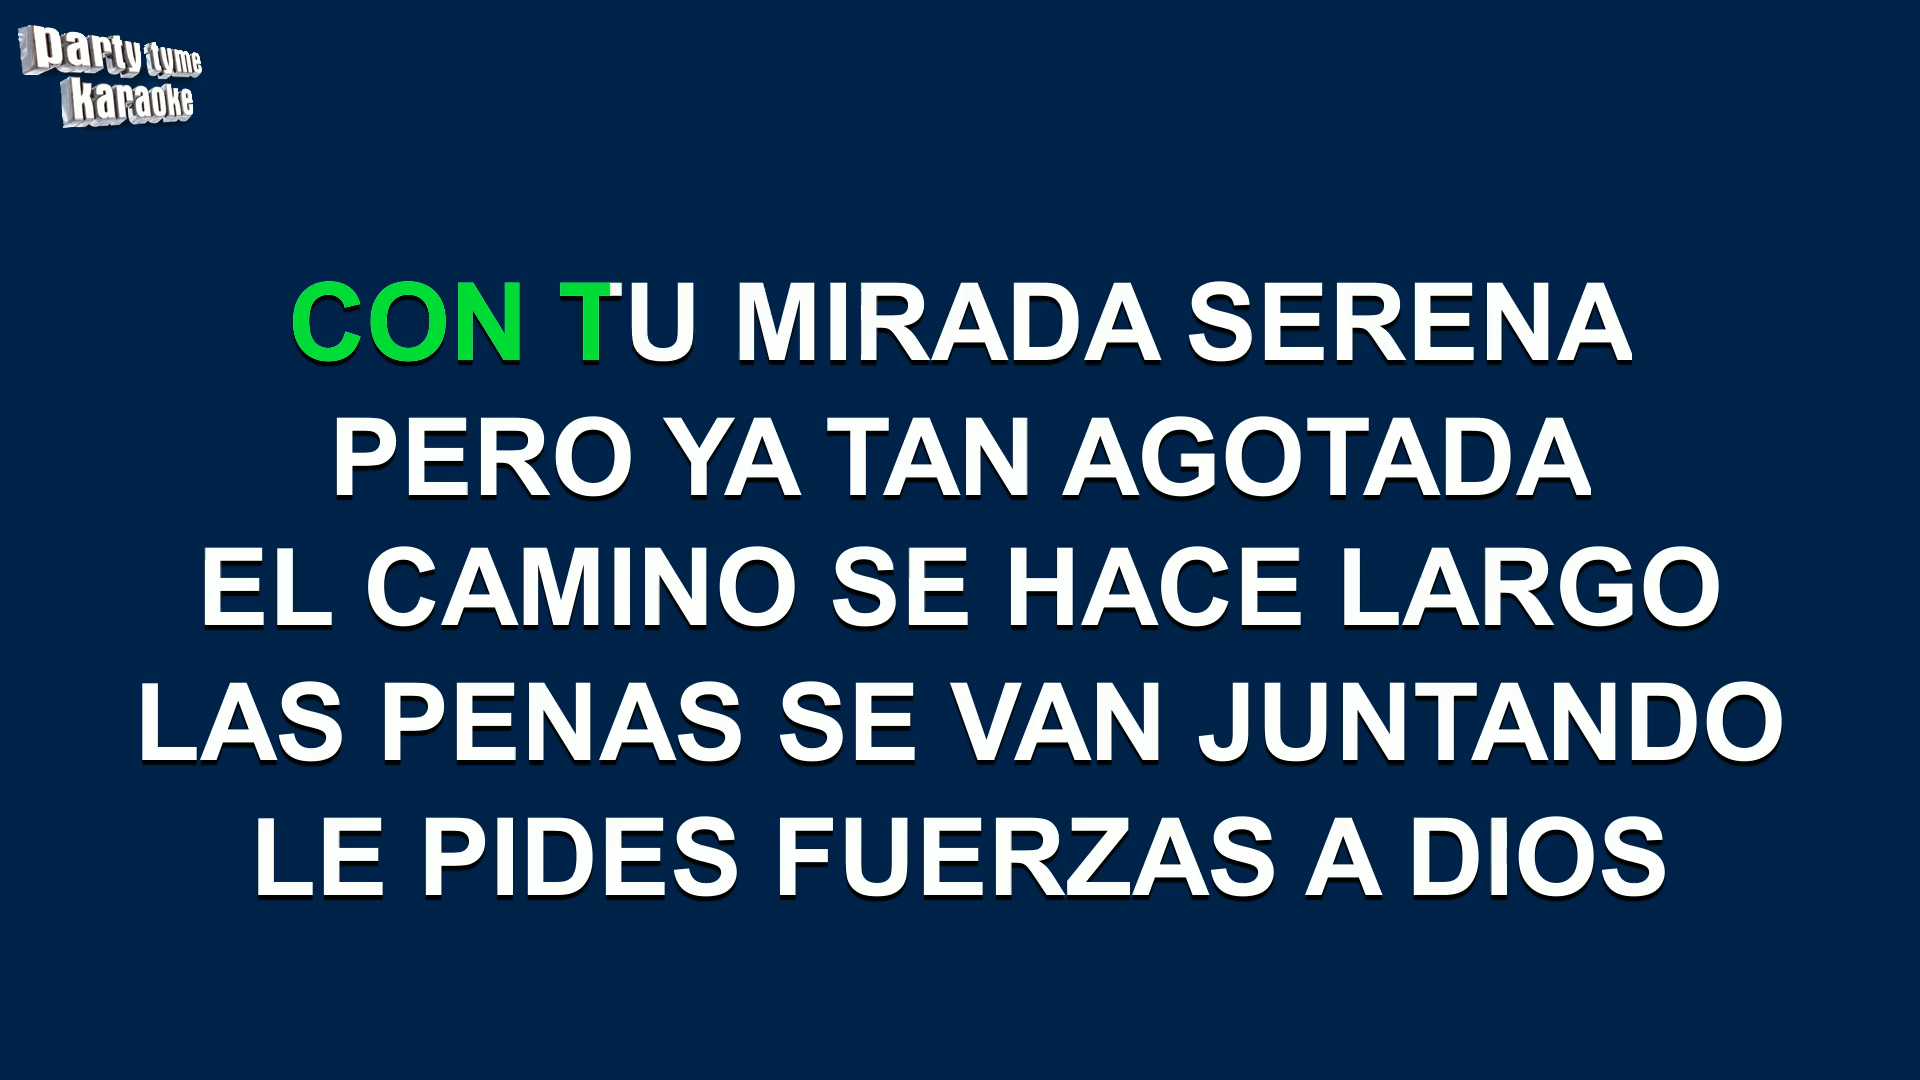 party tyme
karaoke
CON TU MIRADA SERENA
PERO YA TAN AGOTADA
EL CAMINO SE HACE LARGO
LAS PENAS SE VAN JUNTANDO
LE PIDES FUERZAS A DIOS